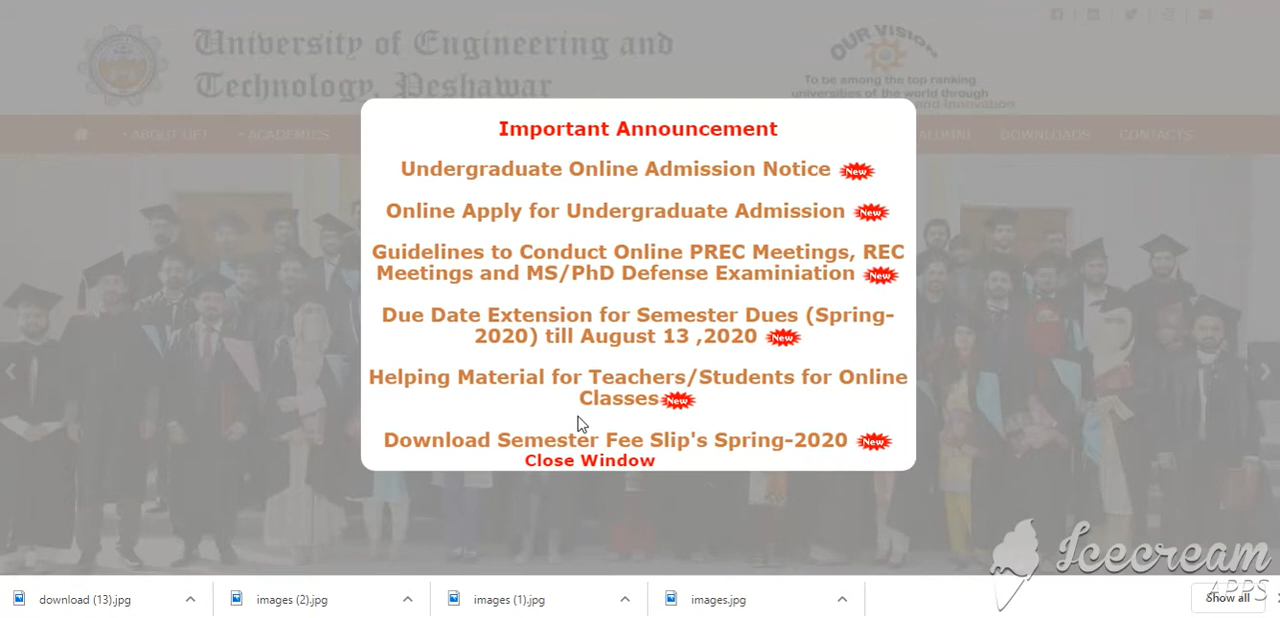 University of Engineering and
Technology, Peshawar
OUR VISION
To be among the top ranking
universities of the world through
and innovation
ABOUT UET
ACADEMICS
ALUMNI
DOWNLOADS
CONTACTS
Important Announcement
Undergraduate Online Admission Notice New
Online Apply for Undergraduate Admission New
Guidelines to Conduct Online PREC Meetings, REC
Meetings and MS/PhD Defense Examiniation New
Due Date Extension for Semester Dues (Spring-
2020) till August 13 ,2020 New
Helping Material for Teachers/Students for Online
Classes New
Download Semester Fee Slip's Spring-2020 New
Close Window
Icecream
APPS
download (13).jpg
images (2).jpg
images (1).jpg
images.jpg
Show all